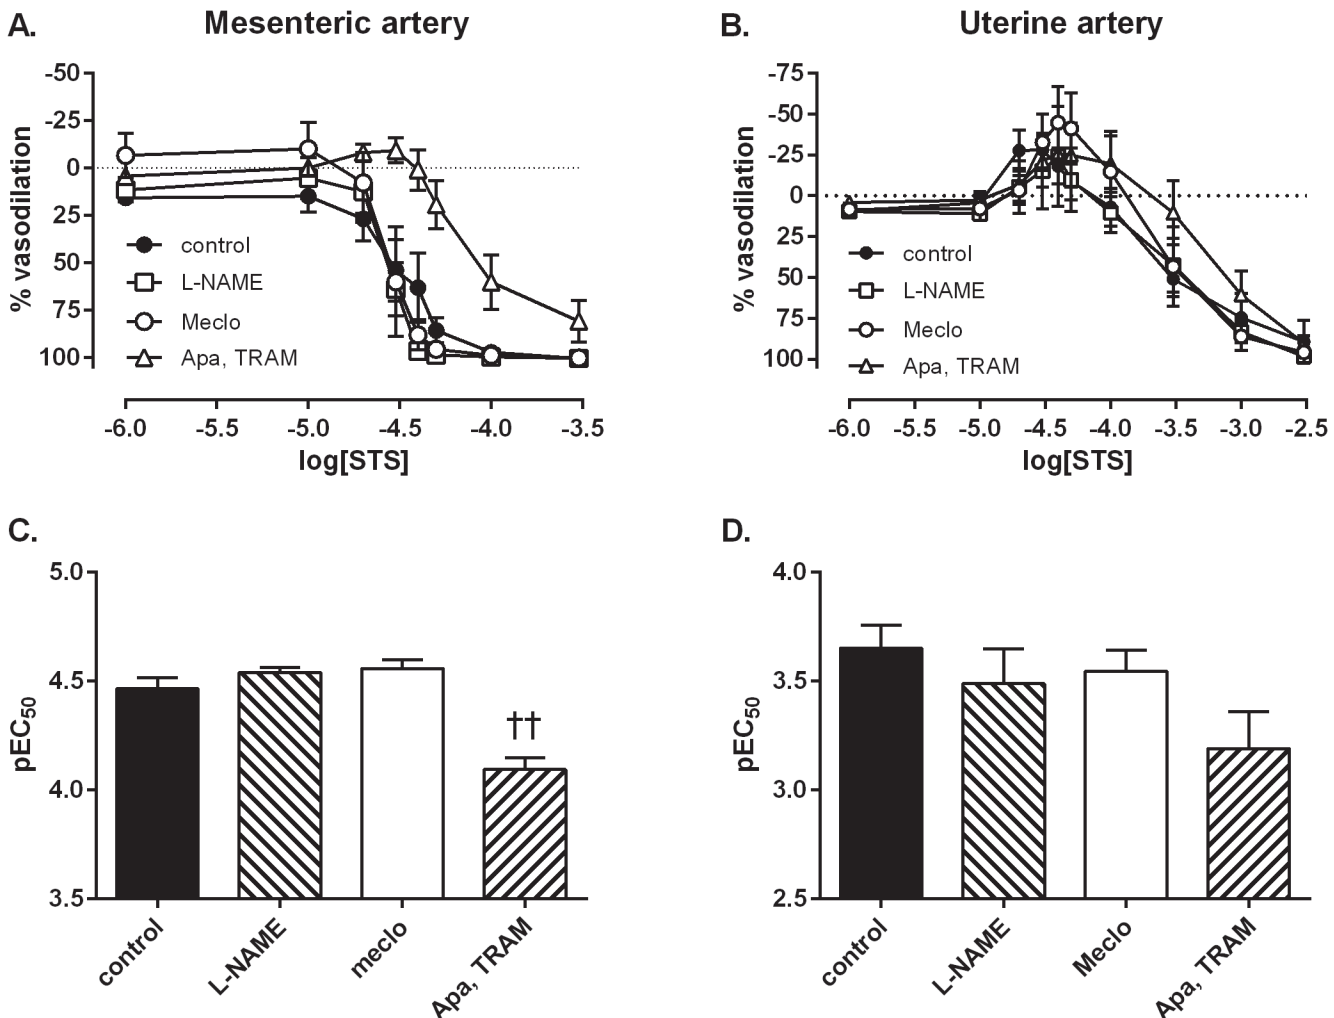 A.
Mesenteric artery
% vasodilation
-50
-25
0
25
50
75
100
control
L-NAME
Meclo
Apa, TRAM
-6.0 -5.5 -5.0 -4.5 -4.0 -3.5
log[STS]
B.
Uterine artery
% vasodilation
-75
-50
-25
0
25
50
75
100
control
L-NAME
Meclo
Apa, TRAM
-6.0 -5.5 -5.0 -4.5 -4.0 -3.5 -3.0 -2.5
log[STS]
C.
pEC50
5.0
4.5
4.0
3.5
††
control
L-NAME
meclo
Apa, TRAM
D.
pEC50
4.0
3.5
3.0
2.5
control
L-NAME
Meclo
Apa, TRAM